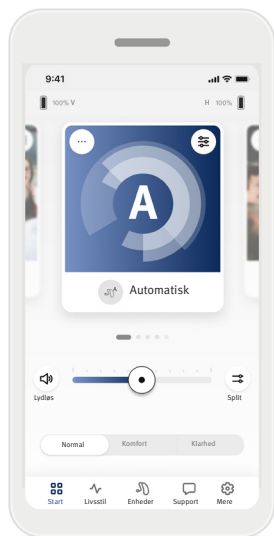 9:41
100% V H 100%
A
A
Automatisk
Lydløs Split
Normal Komfort Klarhed
Start Livsstil Enheder Support Mere